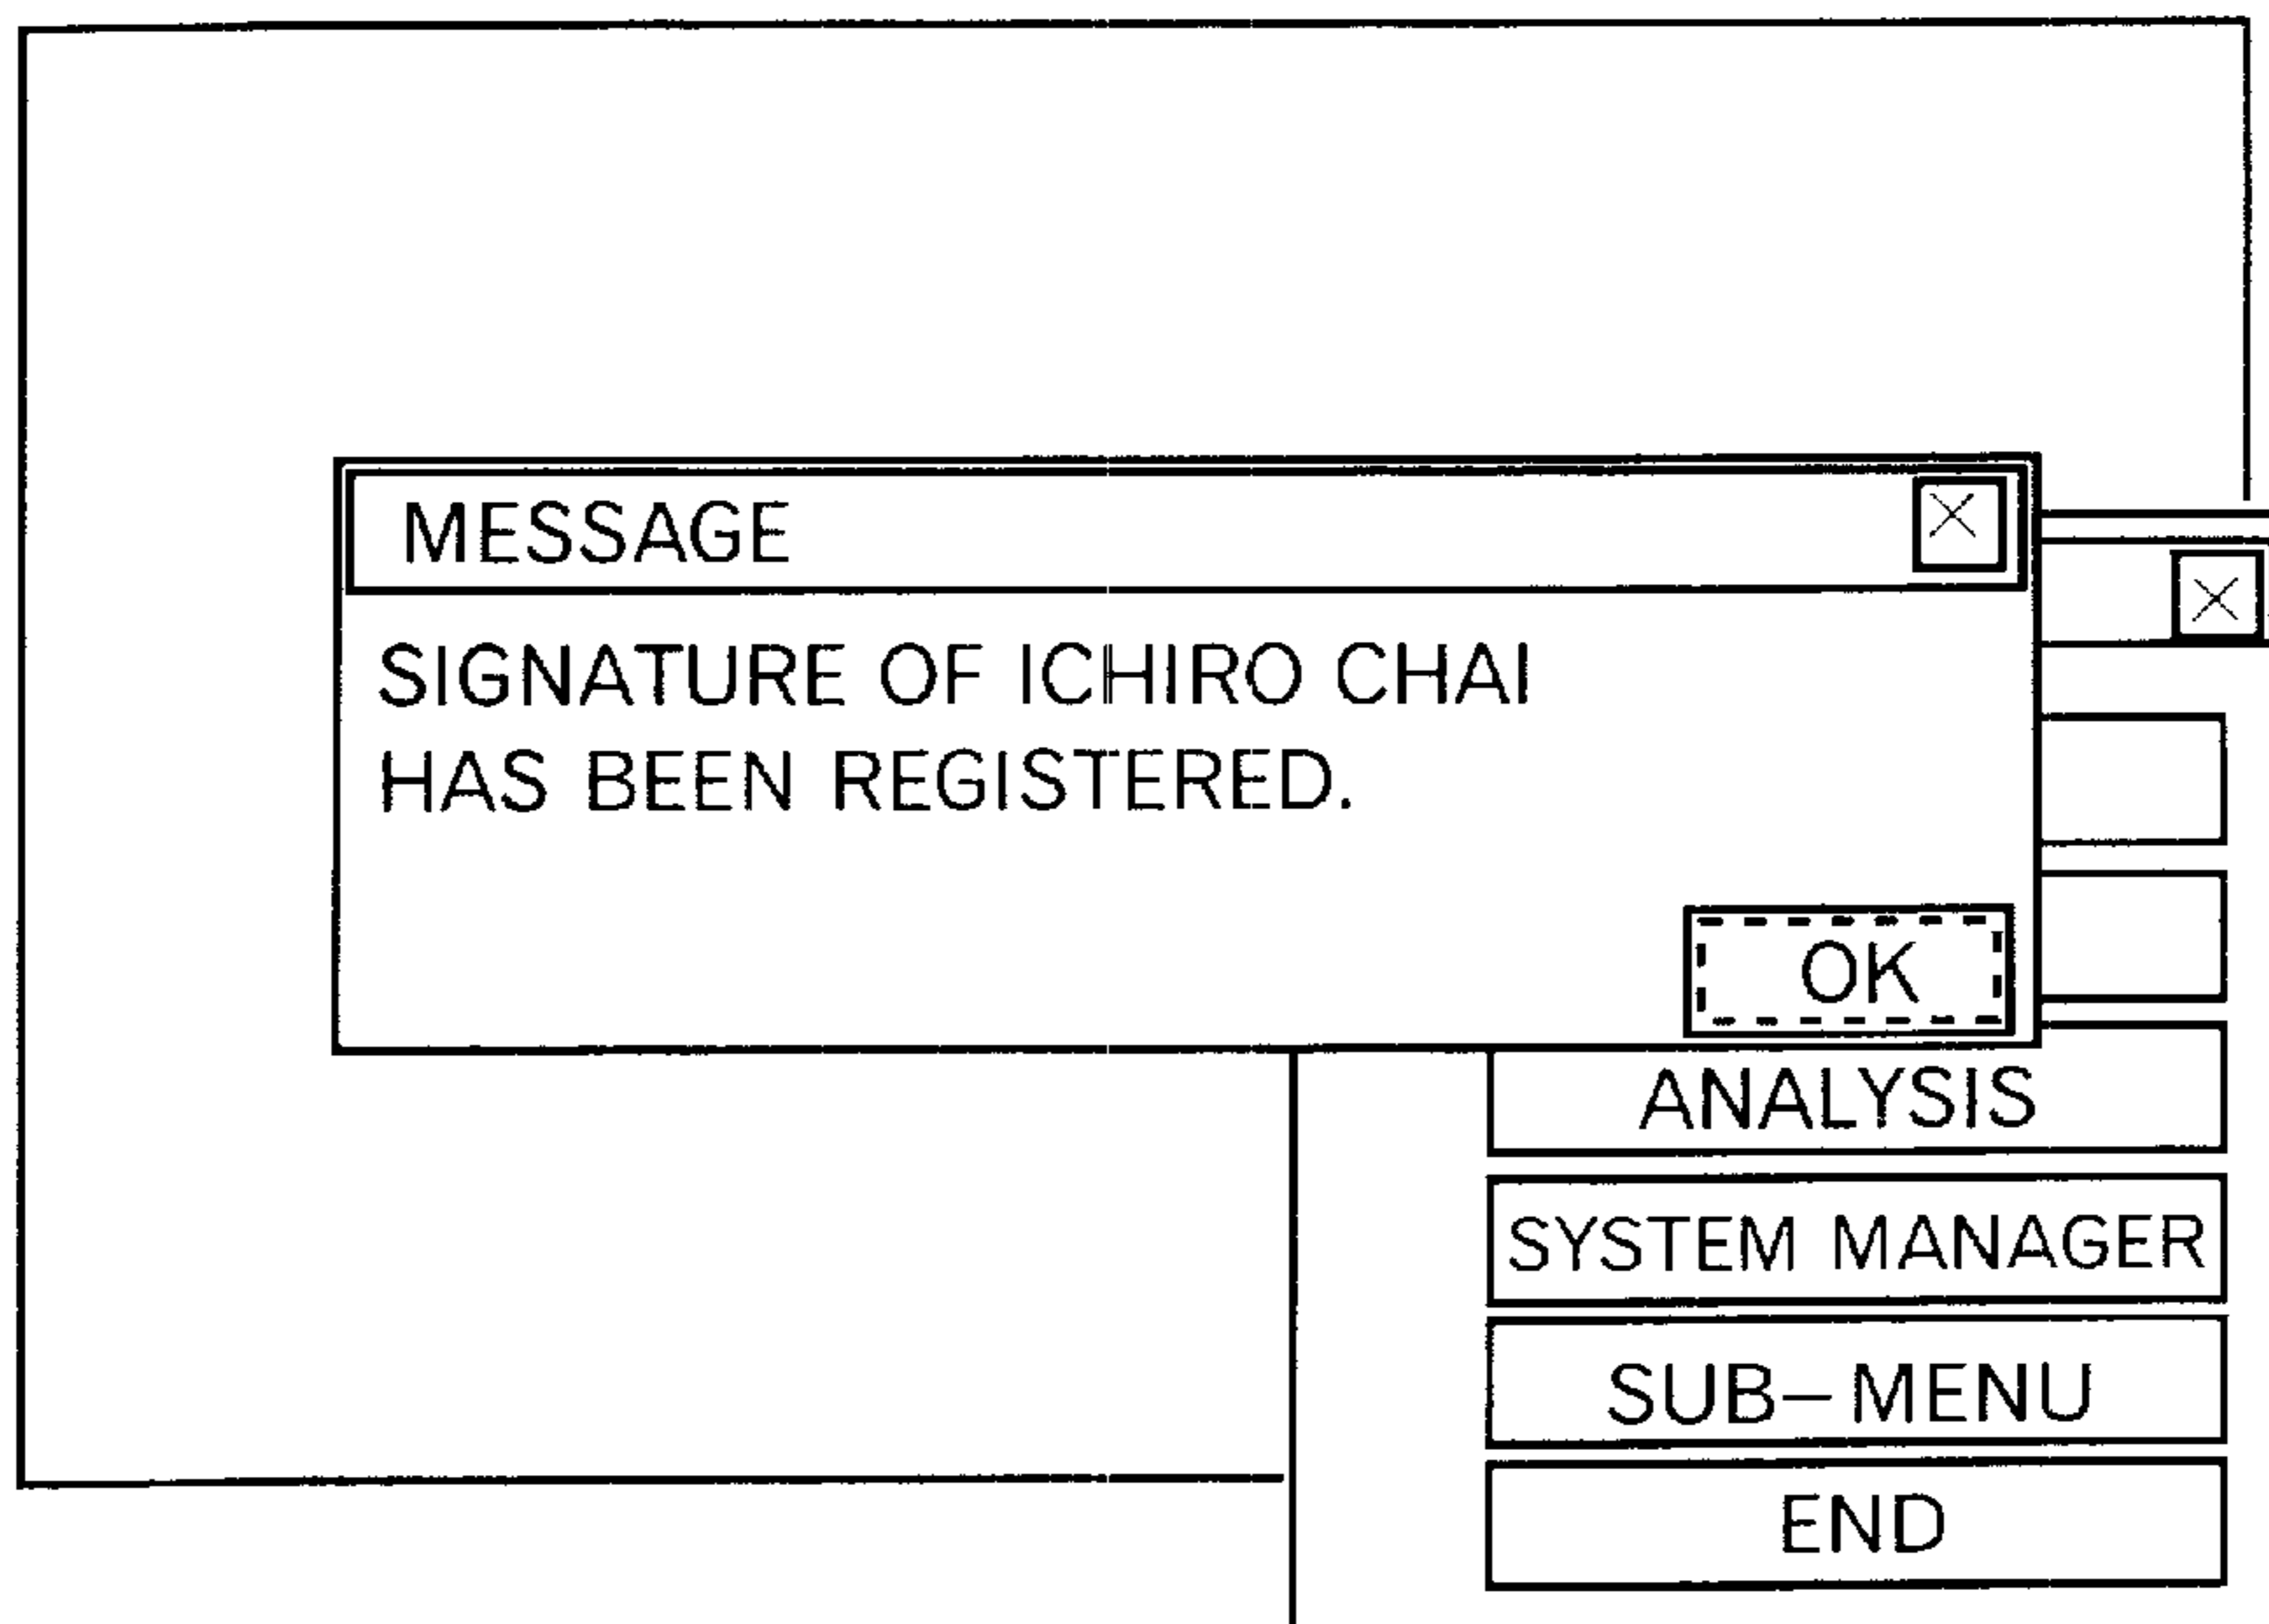 MESSAGE
SIGNATURE OF ICHIRO CHAI
HAS BEEN REGISTERED.
OK
ANALYSIS
SYSTEM MANAGER
SUB-MENU
END